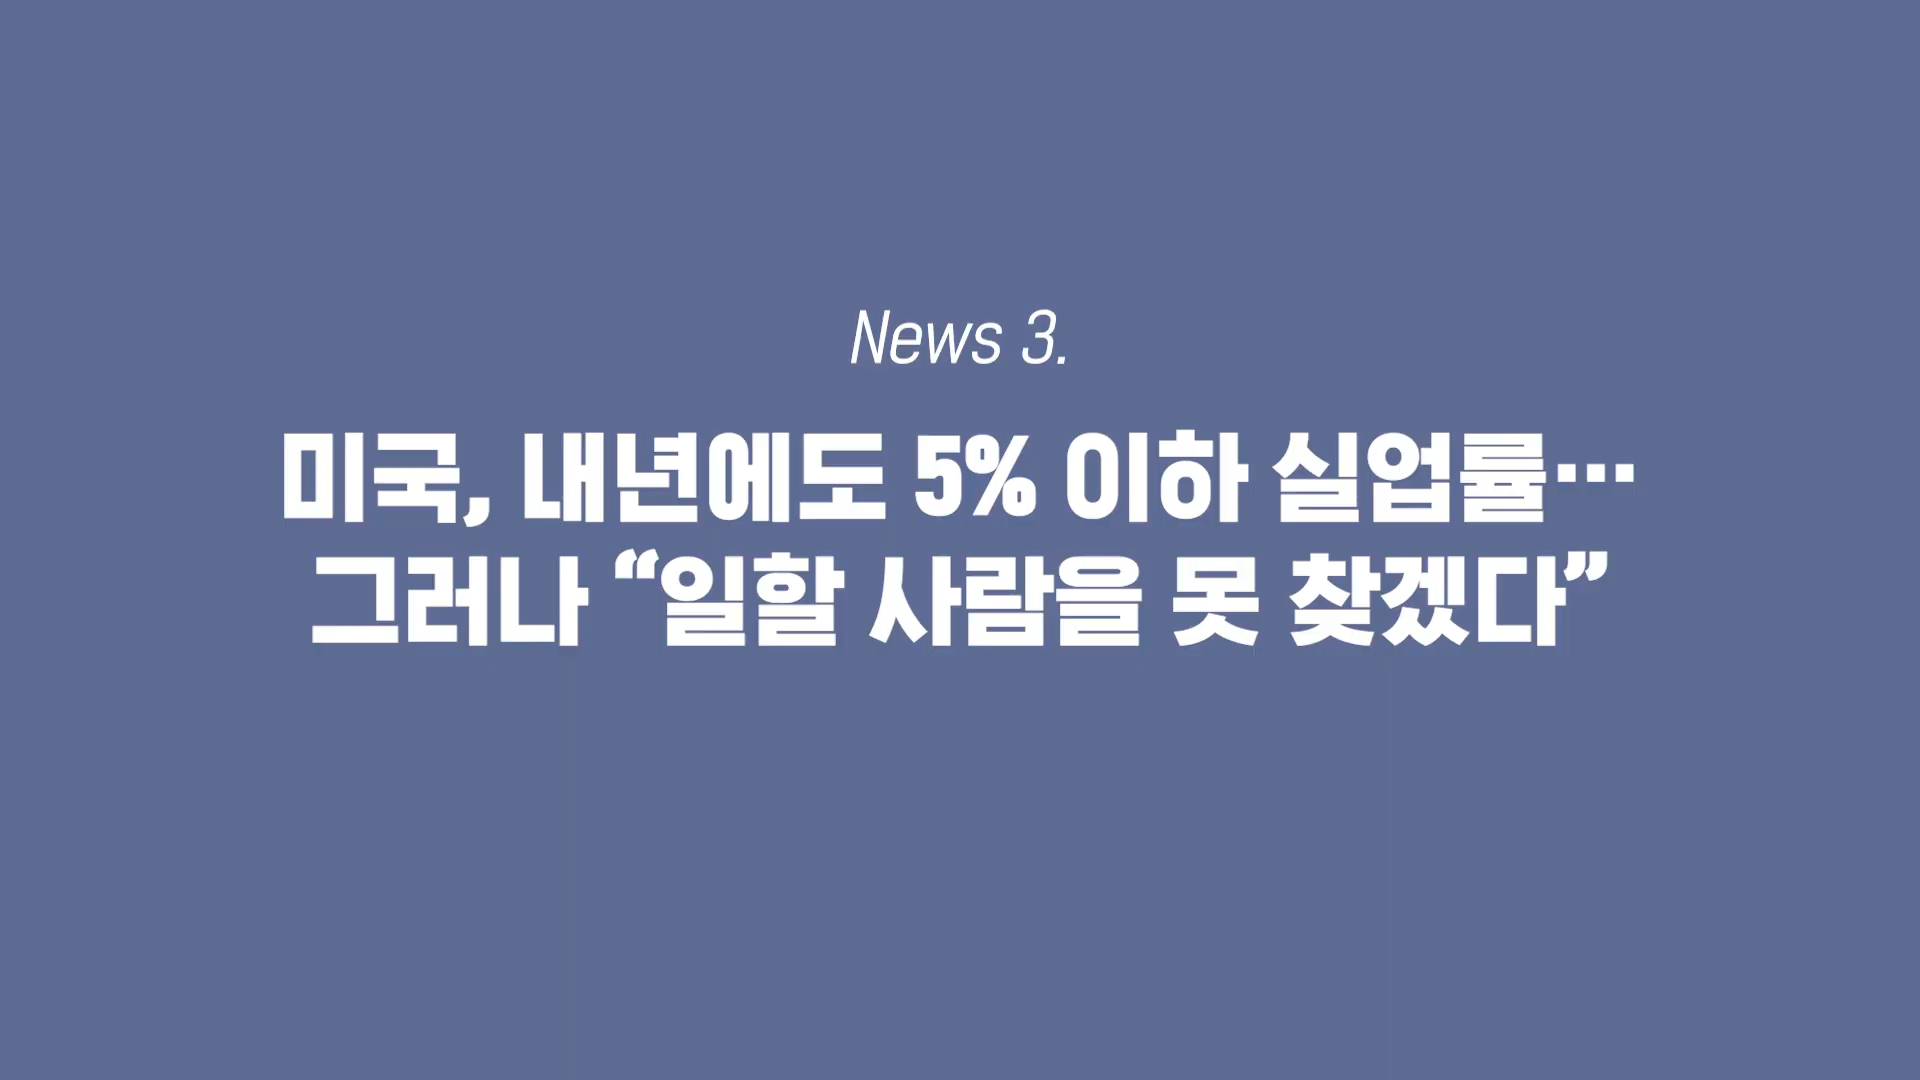 News 3.
미국, 내년에도 5% 이하 실업률…
그러나 “일할 사람을 못 찾겠다”